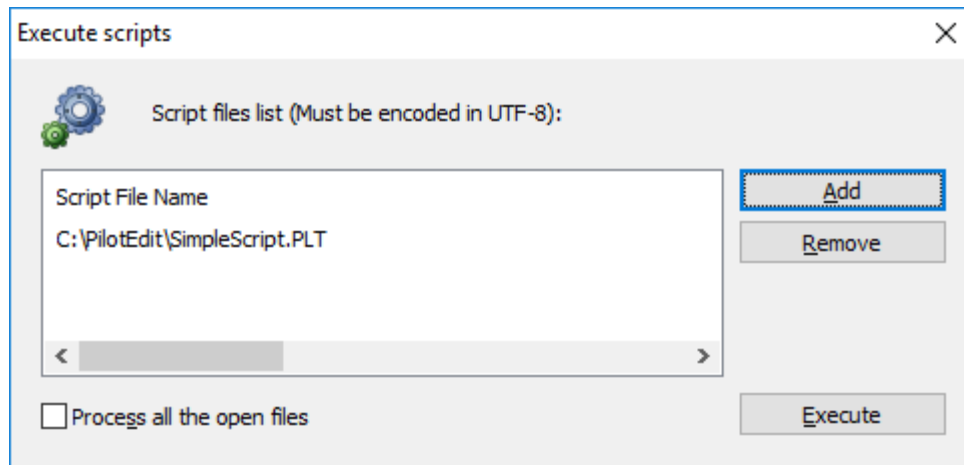 Execute scripts
Script files list (Must be encoded in UTF-8):
Script File Name
Add
C:\PilotEdit\SimpleScript.PLT
Remove
Process all the open files
Execute